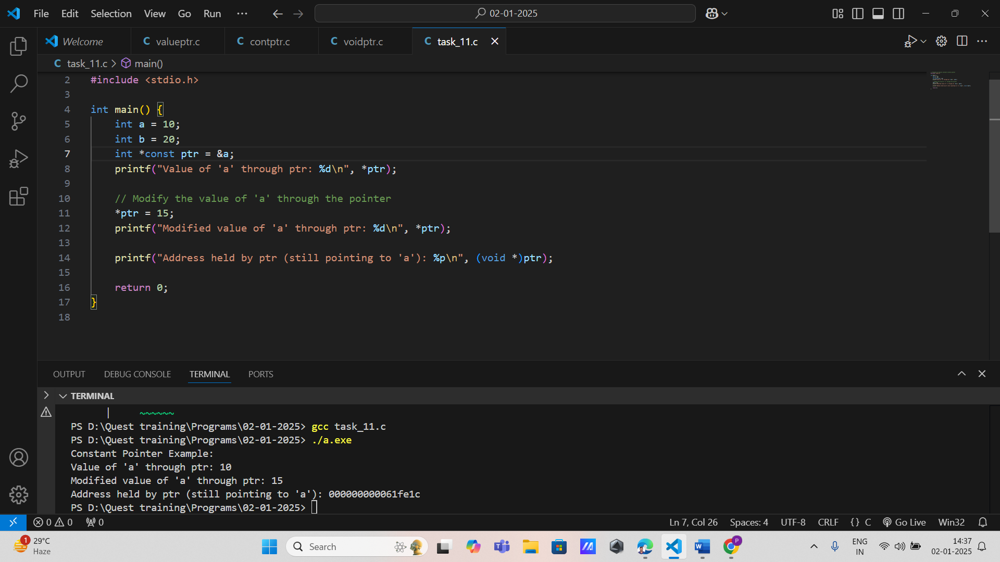 File Edit Selection View Go Run ··· 02-01-2025
Welcome valueptr.c contptr.c voidptr.c task_11.c
C task_11.c > main()
2 #include <stdio.h>
3
4 int main() {
5 int a = 10;
6 int b = 20;
7 int *const ptr = &a;
8 printf("Value of 'a' through ptr: %d\n", *ptr);
9
10 // Modify the value of 'a' through the pointer
11 *ptr = 15;
12 printf("Modified value of 'a' through ptr: %d\n", *ptr);
13
14 printf("Address held by ptr (still pointing to 'a'): %p\n", (void *)ptr);
15
16 return 0;
17 }
18
OUTPUT DEBUG CONSOLE TERMINAL PORTS
TERMINAL
| ~~~~~~
PS D:\Quest training\Programs\02-01-2025> gcc task_11.c
PS D:\Quest training\Programs\02-01-2025> ./a.exe
Constant Pointer Example:
Value of 'a' through ptr: 10
Modified value of 'a' through ptr: 15
Address held by ptr (still pointing to 'a'): 000000000061fe1c
PS D:\Quest training\Programs\02-01-2025>
0 0 0 Ln 7, Col 26 Spaces: 4 UTF-8 CRLF {} C Go Live Win32
1 29°C Search P ENG 14:37
Haze IN 02-01-2025